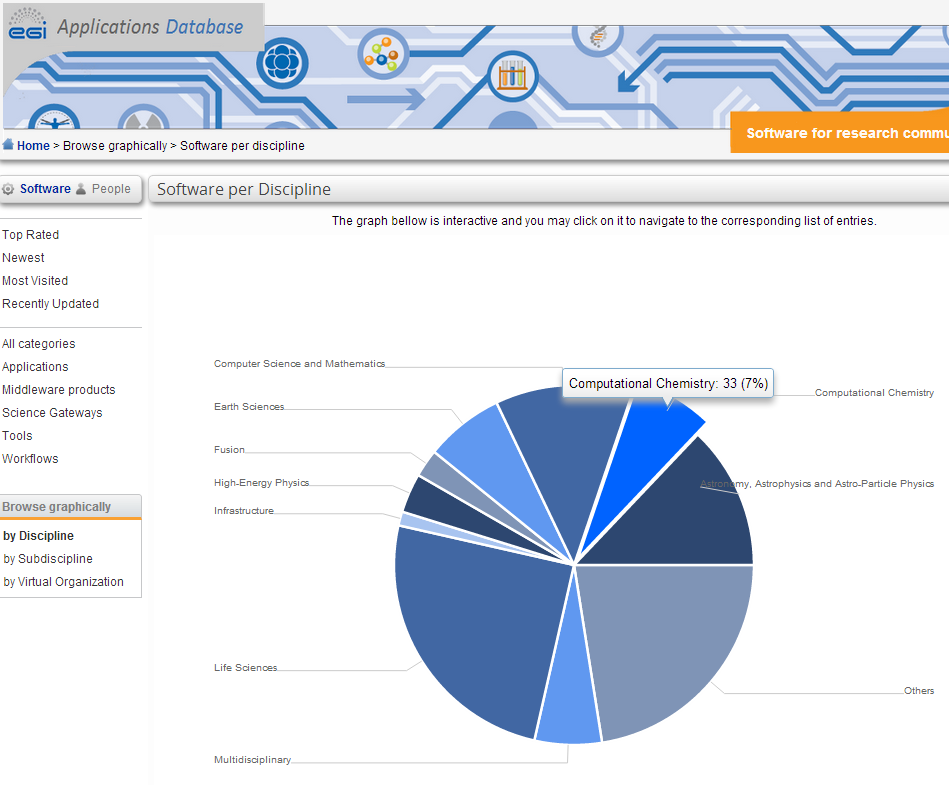 egi Applications Database
Software for research commu
Home > Browse graphically > Software per discipline
Software People
Software per Discipline
The graph bellow is interactive and you may click on it to navigate to the corresponding list of entries.
Top Rated
Newest
Most Visited
Recently Updated
All categories
Applications
Middleware products
Science Gateways
Tools
Workflows
Browse graphically
by Discipline
by Subdiscipline
by Virtual Organization
Computer Science and Mathematics
Computational Chemistry: 33 (7%)
Computational Chemistry
Earth Sciences
Fusion
High-Energy Physics
Astronomy, Astrophysics and Astro-Particle Physics
Infrastructure
Life Sciences
Others
Multidisciplinary